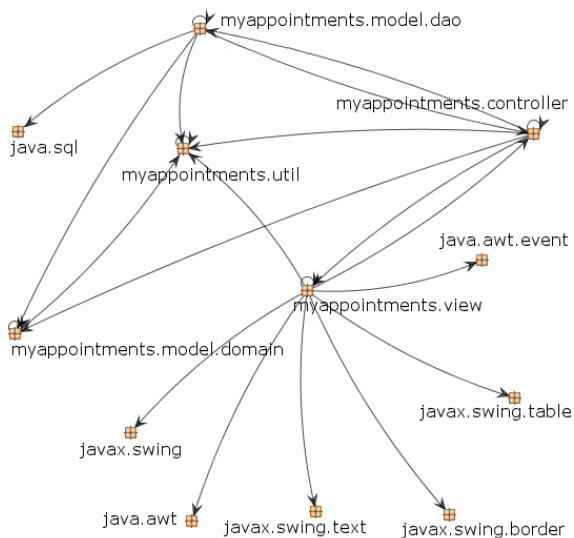 myappointments.model.dao
myappointments.controller
java.sql
myappointments.util
java.awt.event
myappointments.view
myappointments.model.domain
javax.swing.table
javax.swing
java.awt
javax.swing.text
javax.swing.border